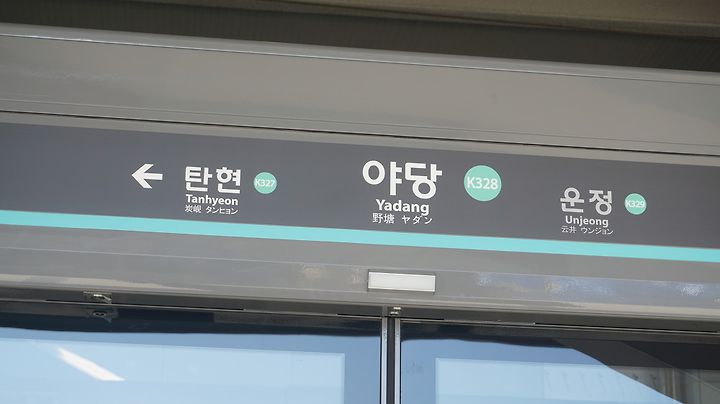 ← 탄현 K327
Tanhyeon
炭峴 タンヒョン
야당 K328
Yadang
野塘 ヤダン
운정 K329
Unjeong
云井 ウンジョン